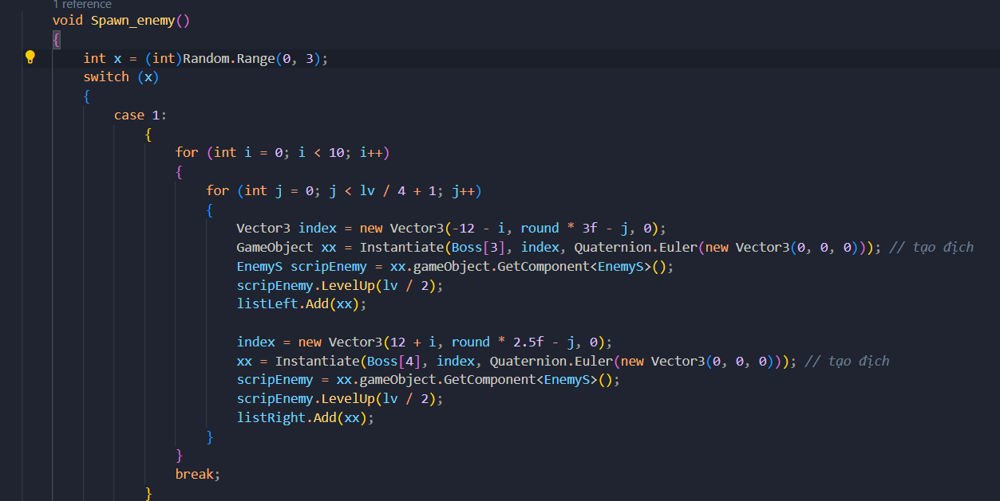 1 reference
void Spawn_enemy()
{
int x = (int)Random.Range(0, 3);
switch (x)
{
case 1:
{
for (int i = 0; i < 10; i++)
{
for (int j = 0; j < lv / 4 + 1; j++)
{
Vector3 index = new Vector3(-12 - i, round * 3f - j, 0);
GameObject xx = Instantiate(Boss[3], index, Quaternion.Euler(new Vector3(0, 0, 0))); // tạo địch
EnemyS scripEnemy = xx.gameObject.GetComponent<EnemyS>();
scripEnemy.LevelUp(lv / 2);
listLeft.Add(xx);
index = new Vector3(12 + i, round * 2.5f - j, 0);
xx = Instantiate(Boss[4], index, Quaternion.Euler(new Vector3(0, 0, 0))); // tạo địch
scripEnemy = xx.gameObject.GetComponent<EnemyS>();
scripEnemy.LevelUp(lv / 2);
listRight.Add(xx);
}
}
break;
}